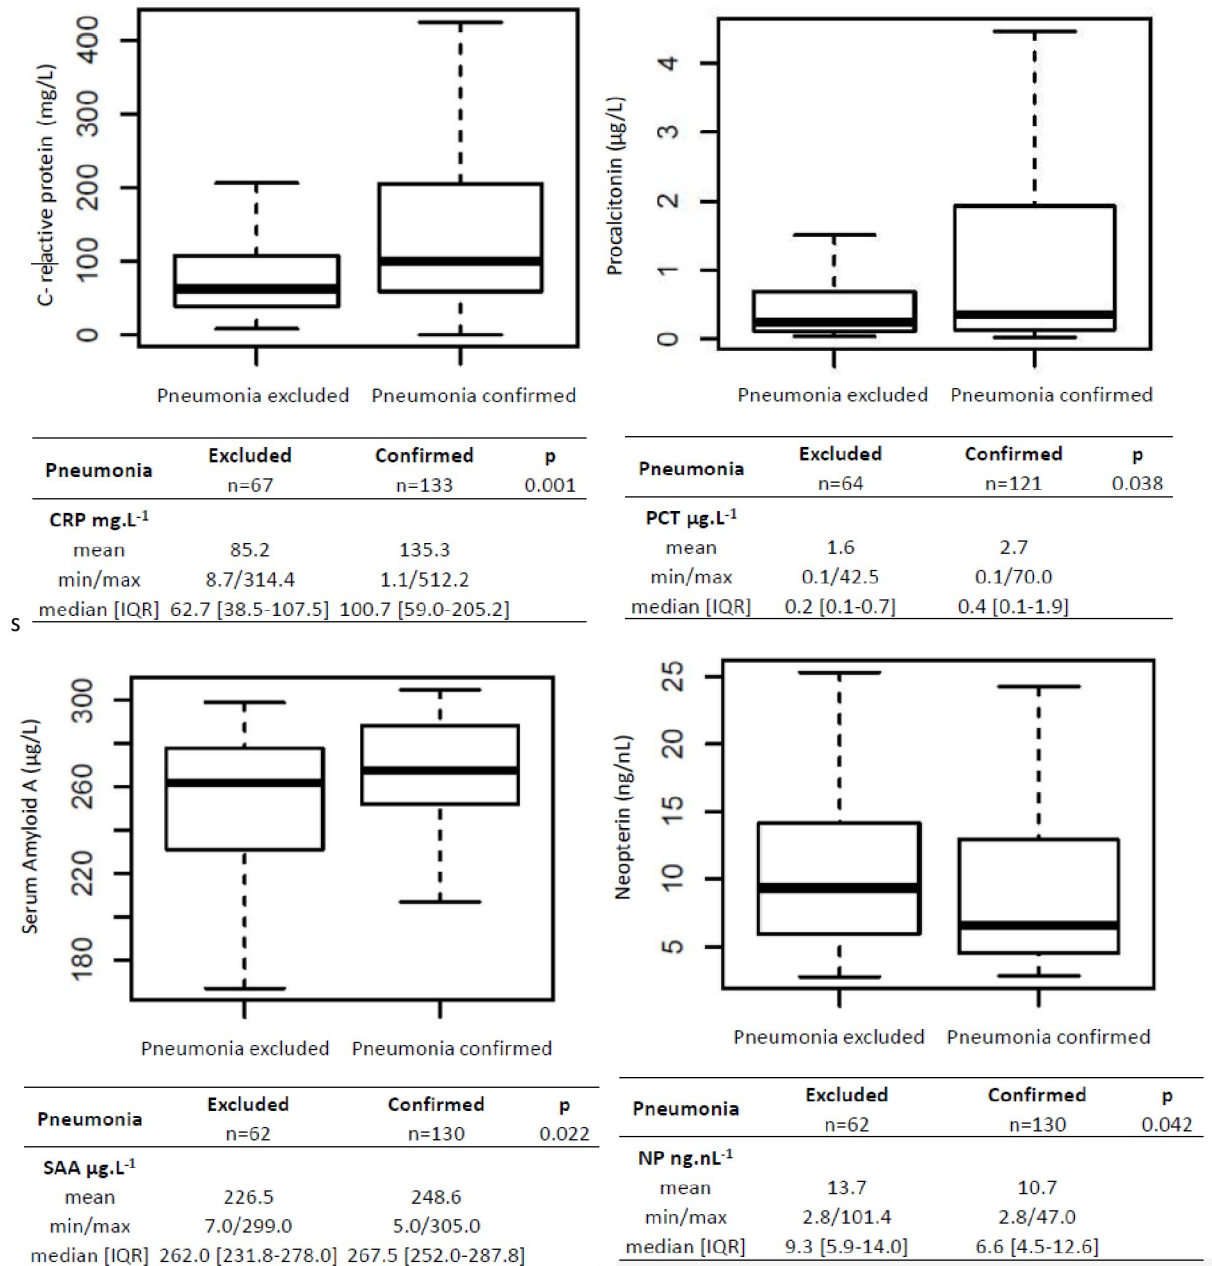 C- reactive protein (mg/L)
400
300
200
100
0
Pneumonia excluded Pneumonia confirmed
Procalcitonin (µg/L)
4
3
2
1
0
Pneumonia excluded Pneumonia confirmed
Pneumonia Excluded Confirmed p
n=67 n=133 0.001
CRP mg.L-1
mean 85.2 135.3
min/max 8.7/314.4 1.1/512.2
median [IQR] 62.7 [38.5-107.5] 100.7 [59.0-205.2]
Pneumonia Excluded Confirmed p
n=64 n=121 0.038
PCT µg.L-1
mean 1.6 2.7
min/max 0.1/42.5 0.1/70.0
median [IQR] 0.2 [0.1-0.7] 0.4 [0.1-1.9]
s
Serum Amyloid A (µg/L)
300
260
220
180
Pneumonia excluded Pneumonia confirmed
Neopterin (ng/nL)
25
20
15
10
5
Pneumonia excluded Pneumonia confirmed
Pneumonia Excluded Confirmed p
n=62 n=130 0.022
SAA µg.L-1
mean 226.5 248.6
min/max 7.0/299.0 5.0/305.0
median [IQR] 262.0 [231.8-278.0] 267.5 [252.0-287.8]
Pneumonia Excluded Confirmed p
n=62 n=130 0.042
NP ng.nL-1
mean 13.7 10.7
min/max 2.8/101.4 2.8/47.0
median [IQR] 9.3 [5.9-14.0] 6.6 [4.5-12.6]